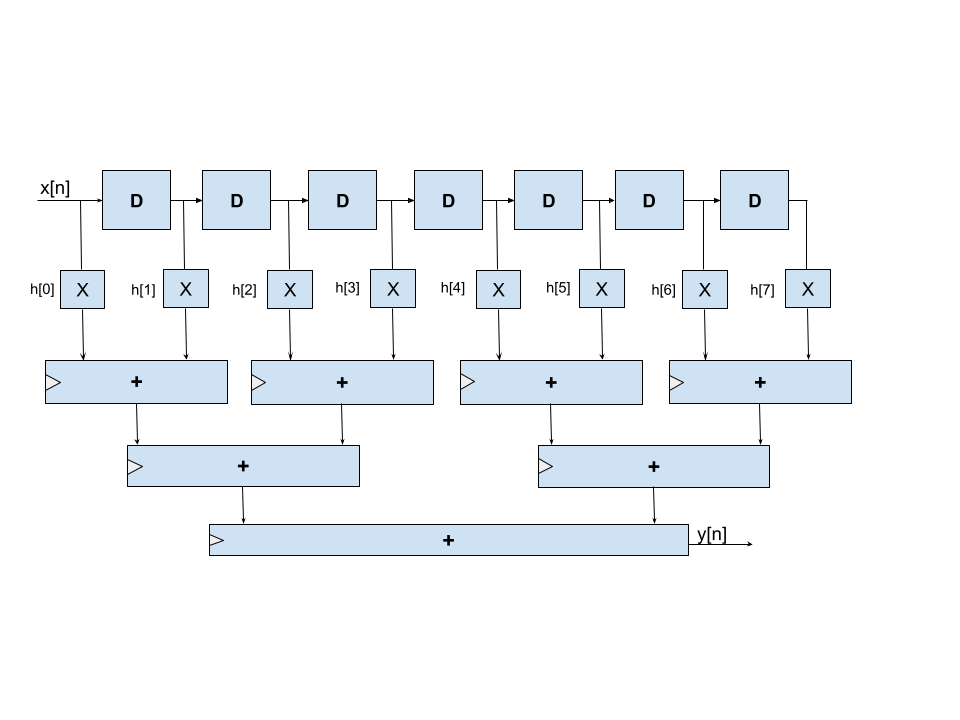 x[n] D D D D D D D
h[0] X h[1] X h[2] X h[3] X h[4] X h[5] X h[6] X h[7] X
+ + + +
+ +
+ y[n]